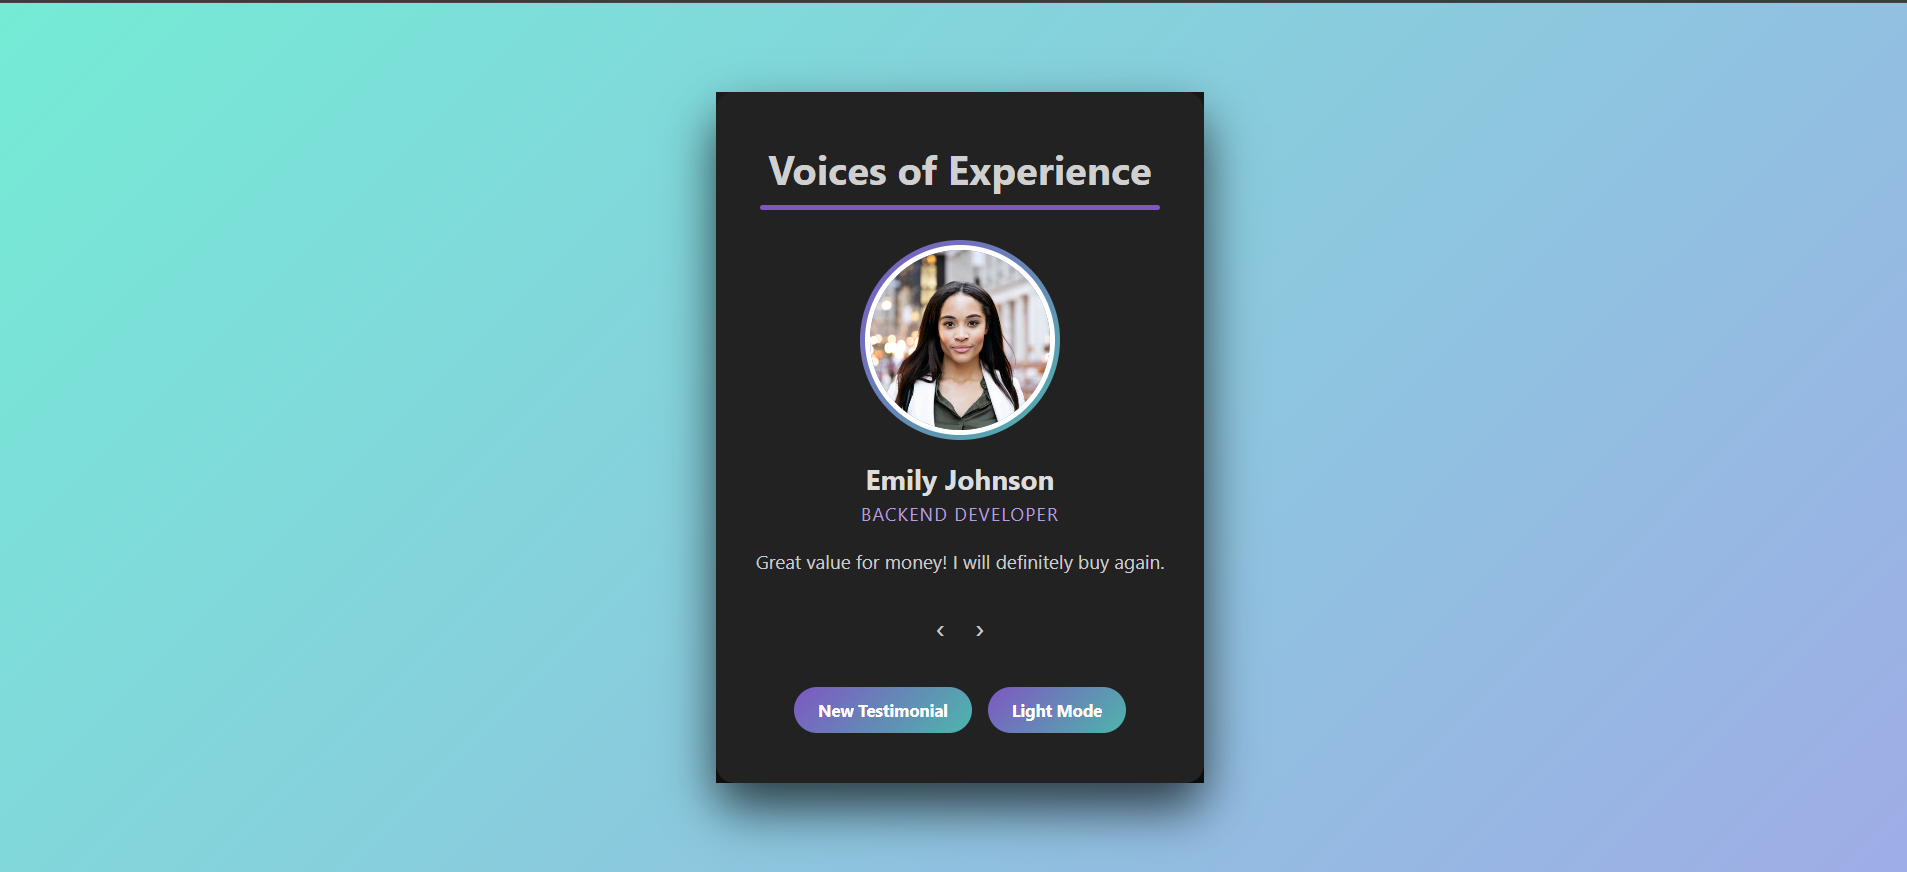 Voices of Experience
Emily Johnson
BACKEND DEVELOPER
Great value for money! I will definitely buy again.
‹ ›
New Testimonial Light Mode